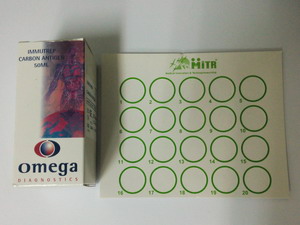 IMMUTREP
CARBON ANTIGEN
50ML
omega
DIAGNOSTICS
HiTR
1 2 3 4 5
6 7 8 9 10
11 12 13 14 15
16 17 18 19 20